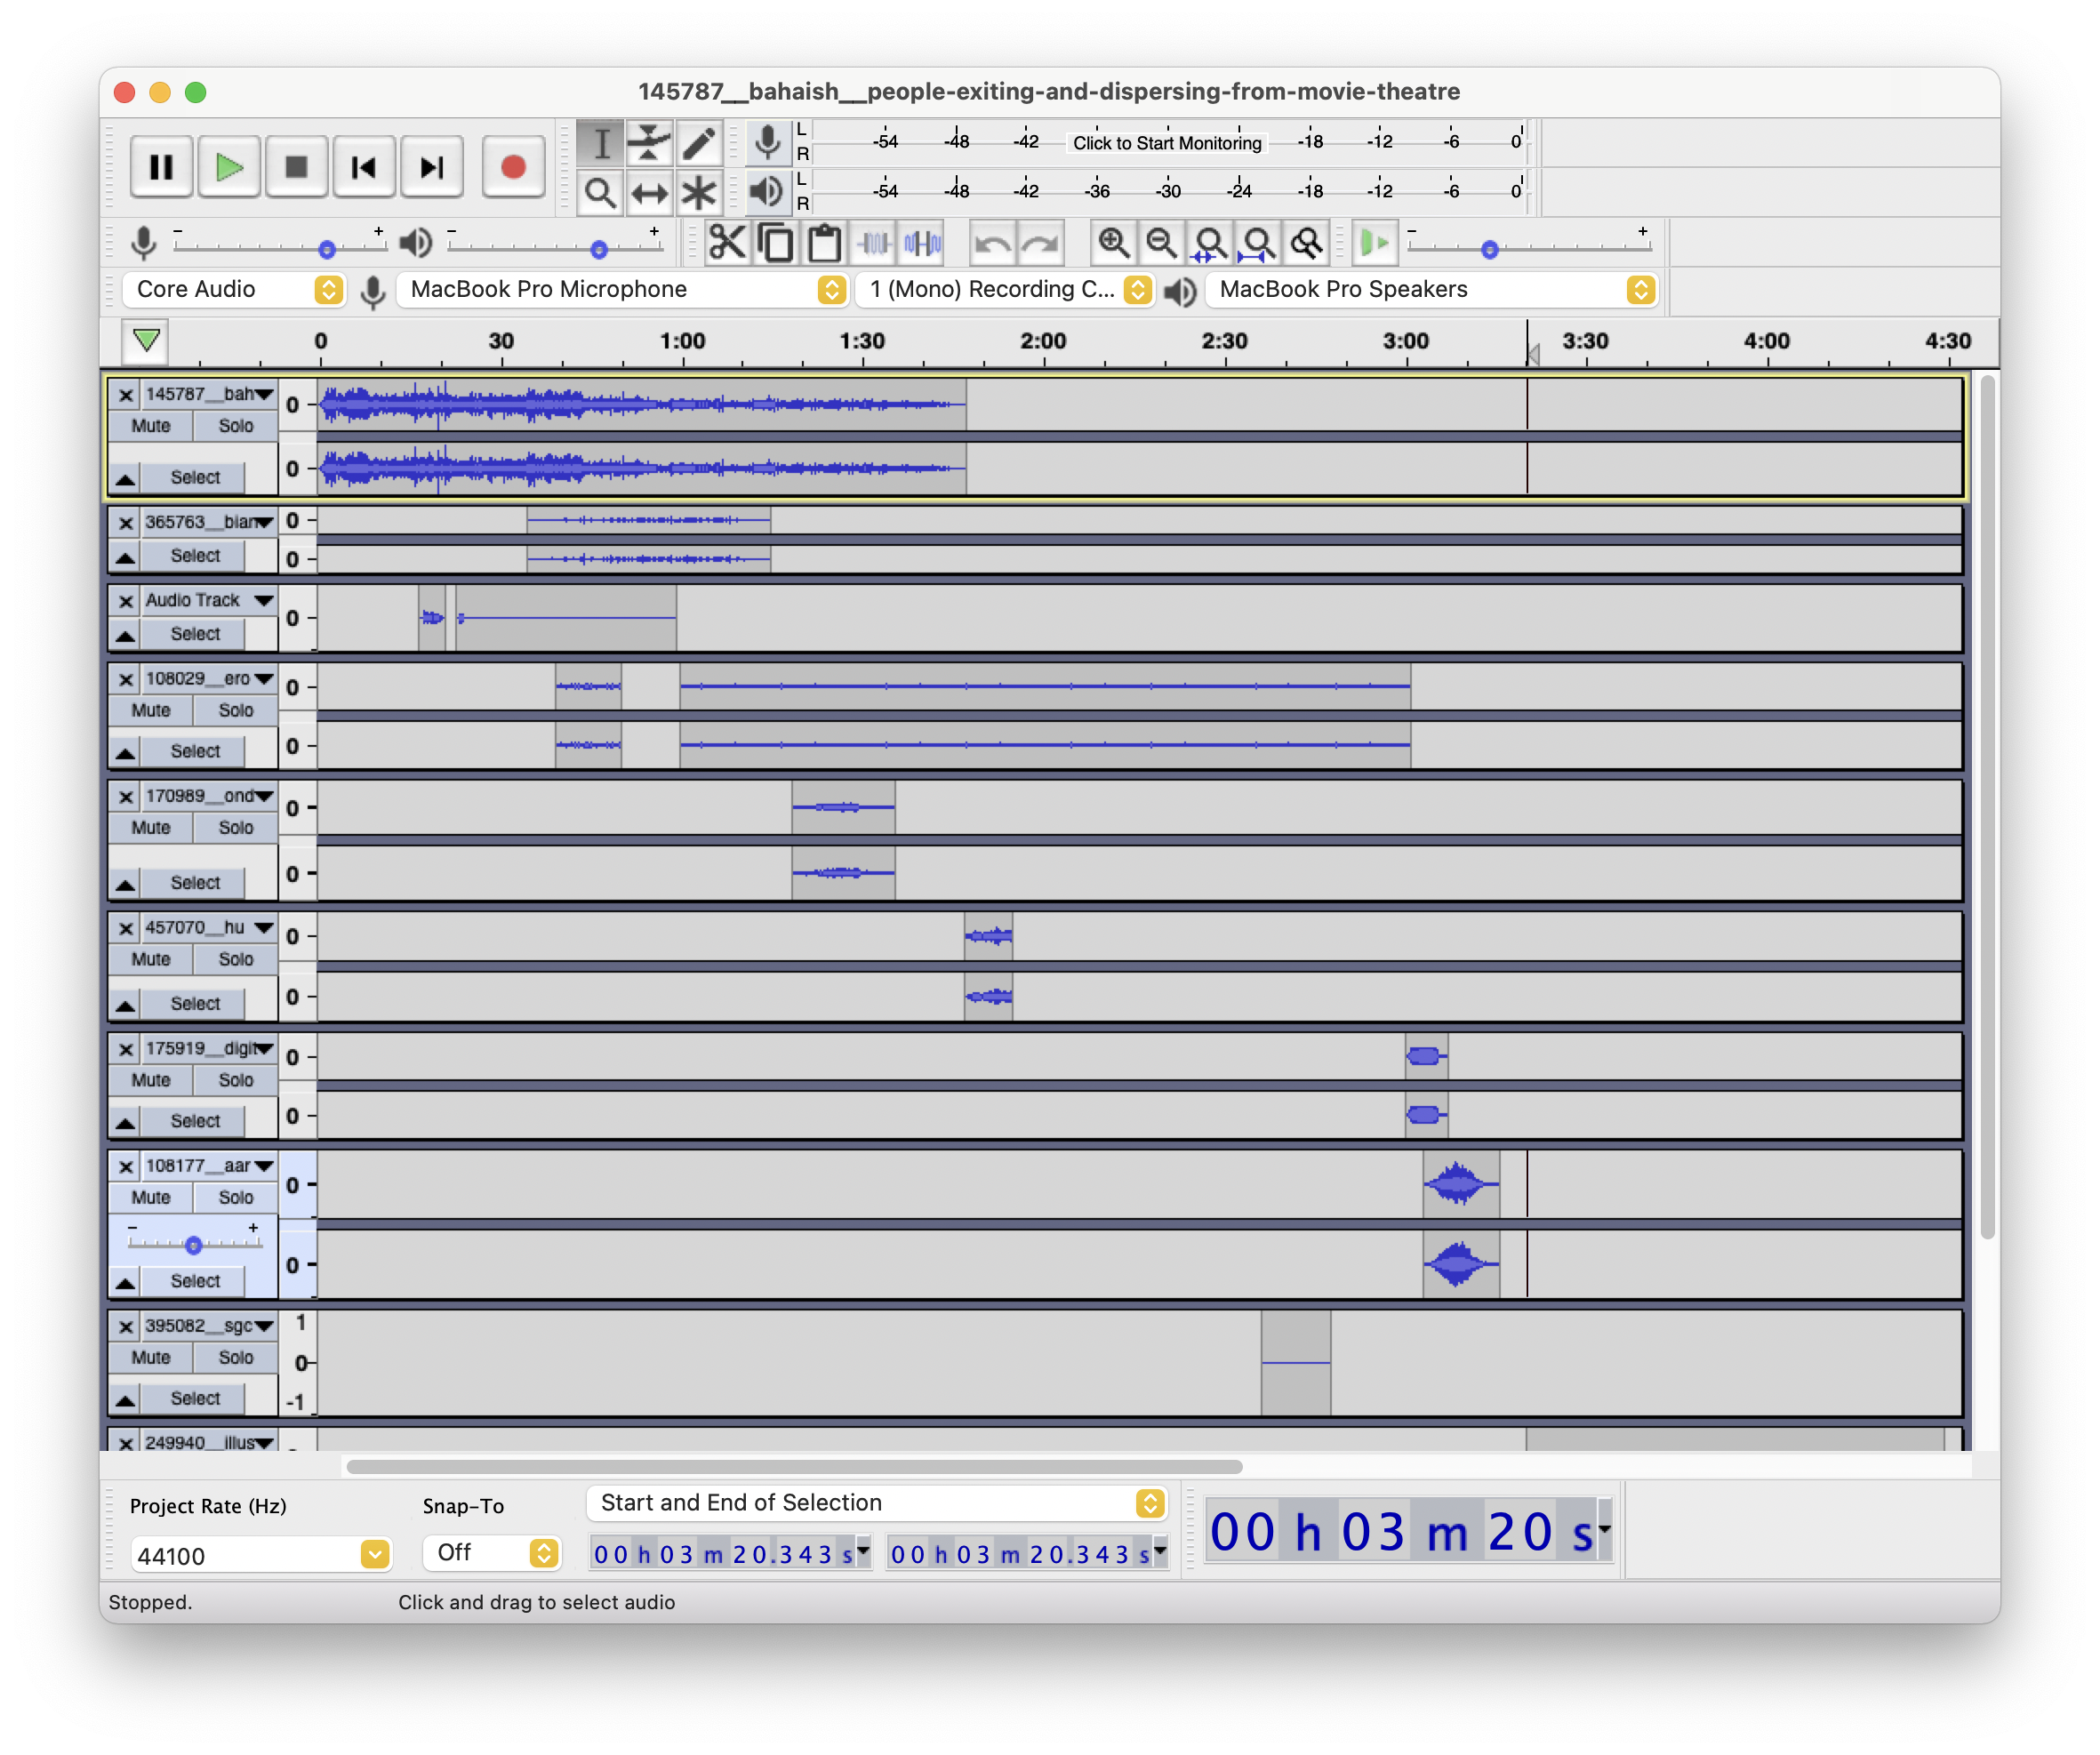 145787__bahaish__people-exiting-and-dispersing-from-movie-theatre
L
R
-54 -48 -42 Click to Start Monitoring -18 -12 -6 0
L
R
-54 -48 -42 -36 -30 -24 -18 -12 -6 0
- + - + - +
Core Audio MacBook Pro Microphone 1 (Mono) Recording C... MacBook Pro Speakers
0 30 1:00 1:30 2:00 2:30 3:00 3:30 4:00 4:30
145787__bah 0
Mute Solo
Select 0
365763__bian 0
Select 0
Audio Track 0
Select
108029__ero 0
Mute Solo
Select 0
170989__ond 0
Mute Solo
Select 0
457070__hu 0
Mute Solo
Select 0
175919__digit 0
Mute Solo
Select 0
108177__aar 0
Mute Solo
- +
Select 0
395082__sgc 1
Mute Solo 0
Select -1
249940__illus
Project Rate (Hz) Snap-To Start and End of Selection
44100 Off 00 h 03 m 20.343 s 00 h 03 m 20.343 s 00 h 03 m 20 s
Stopped. Click and drag to select audio